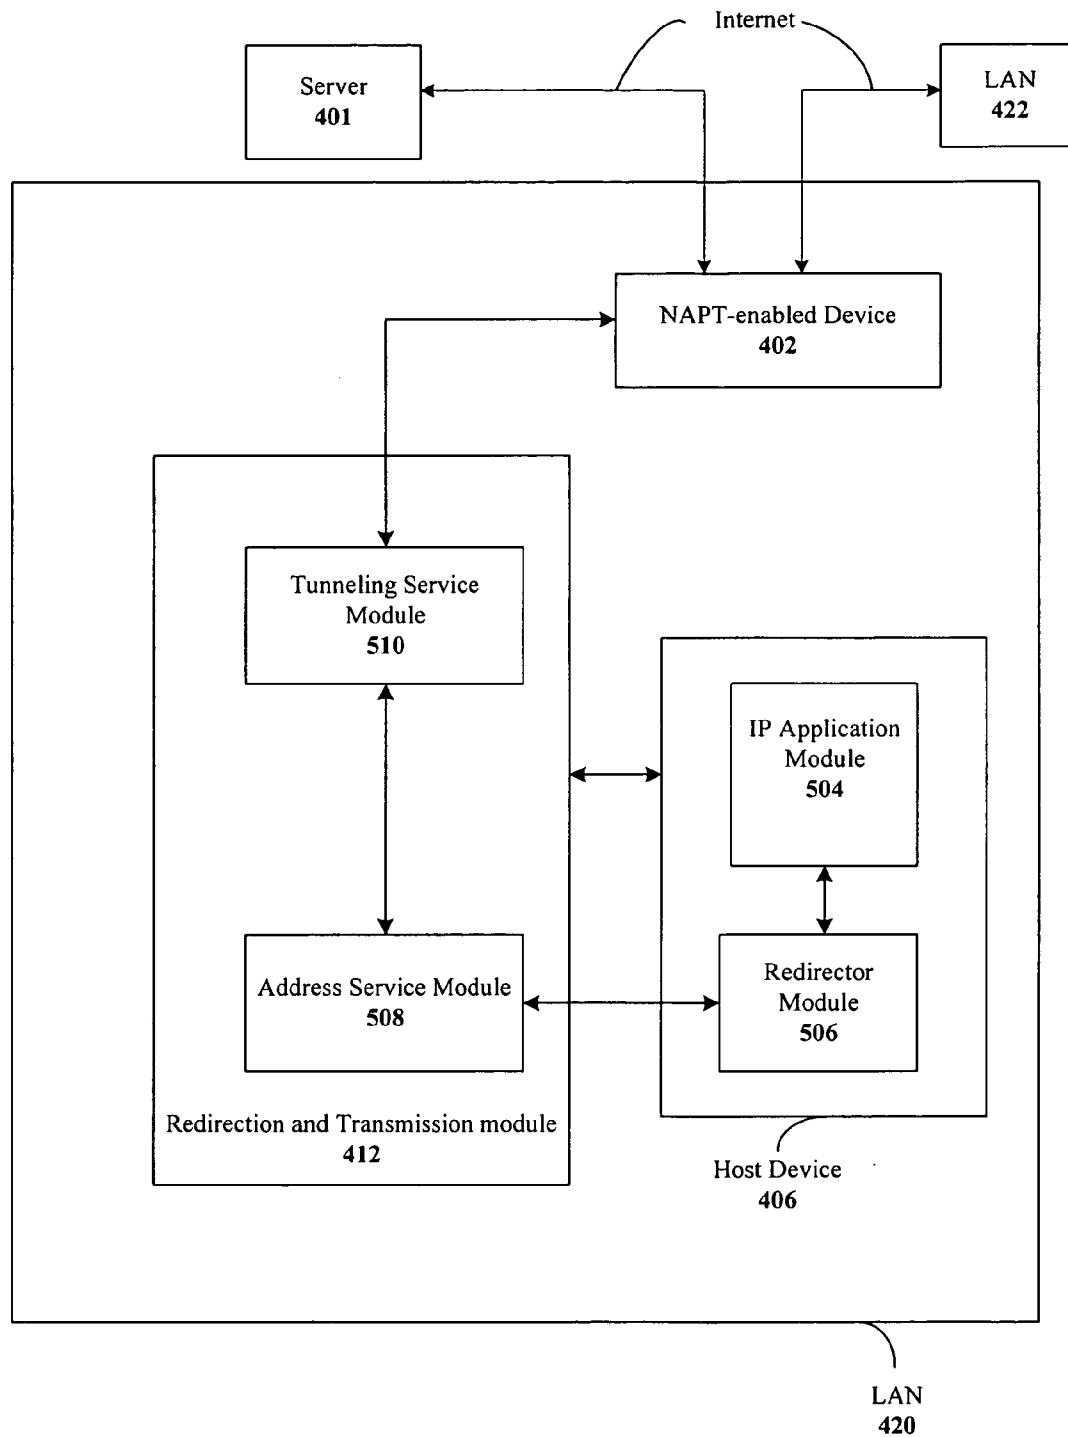 Internet
Server
401
LAN
422
NAPT-enabled Device
402
Tunneling Service
Module
510
IP Application
Module
504
Address Service Module
508
Redirector
Module
506
Redirection and Transmission module
412
Host Device
406
LAN
420